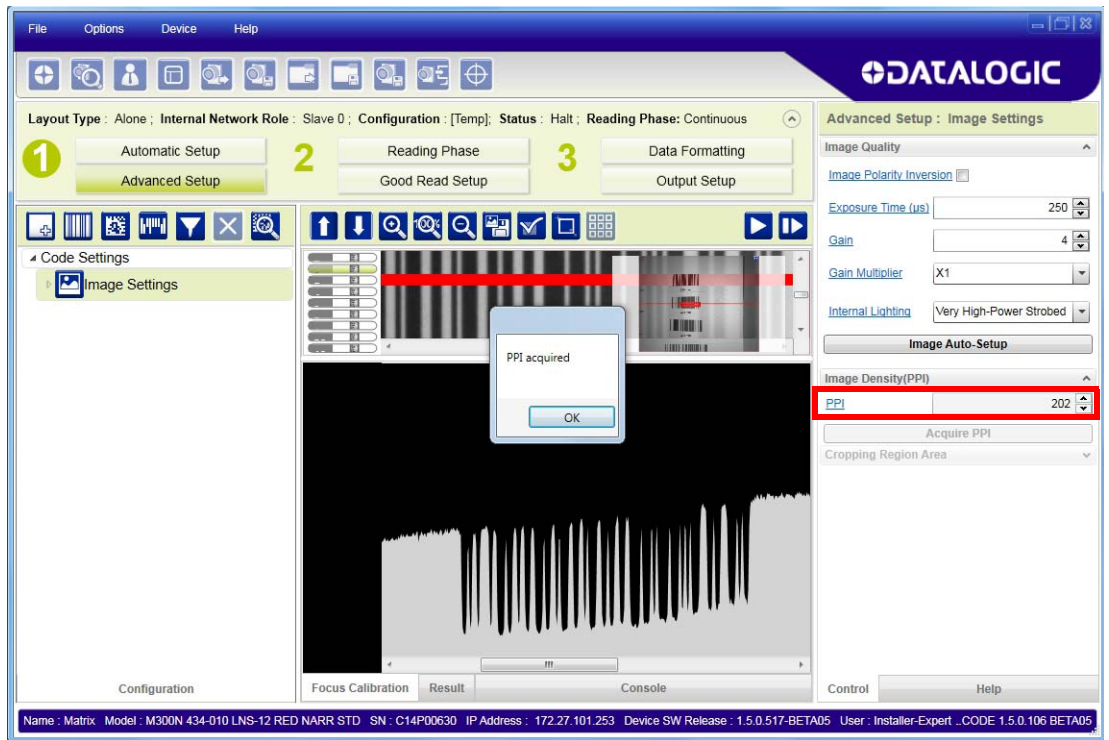 File Options Device Help
DATALOGIC
Layout Type : Alone ; Internal Network Role : Slave 0 ; Configuration : [Temp]; Status : Halt ; Reading Phase: Continuous
1 Automatic Setup 2 Reading Phase 3 Data Formatting
Advanced Setup Good Read Setup Output Setup
Code Settings
Image Settings
100%
PPI acquired
OK
Configuration
Focus Calibration Result Console
Advanced Setup : Image Settings
Image Quality
Image Polarity Inversion
Exposure Time (µs) 250
Gain 4
Gain Multiplier X1
Internal Lighting Very High-Power Strobed
Image Auto-Setup
Image Density(PPI)
PPI 202
Acquire PPI
Cropping Region Area
Control Help
Name : Matrix Model : M300N 434-010 LNS-12 RED NARR STD SN : C14P00630 IP Address : 172.27.101.253 Device SW Release : 1.5.0.517-BETA05 User : Installer-Expert ..CODE 1.5.0.106 BETA05